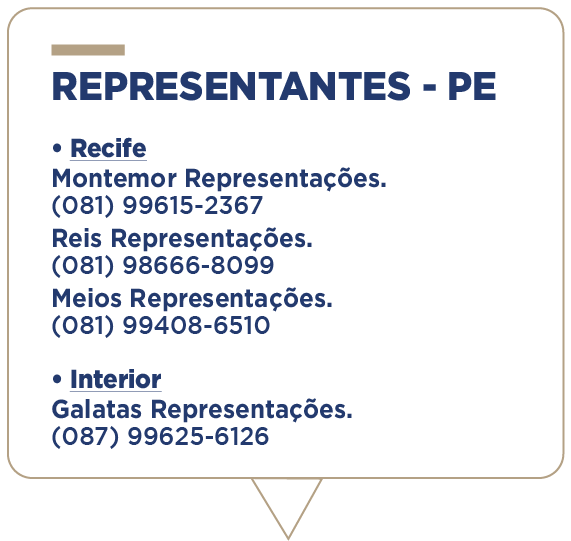 REPRESENTANTES - PE
• Recife
Montemor Representações.
(081) 99615-2367
Reis Representações.
(081) 98666-8099
Meios Representações.
(081) 99408-6510
• Interior
Galatas Representações.
(087) 99625-6126